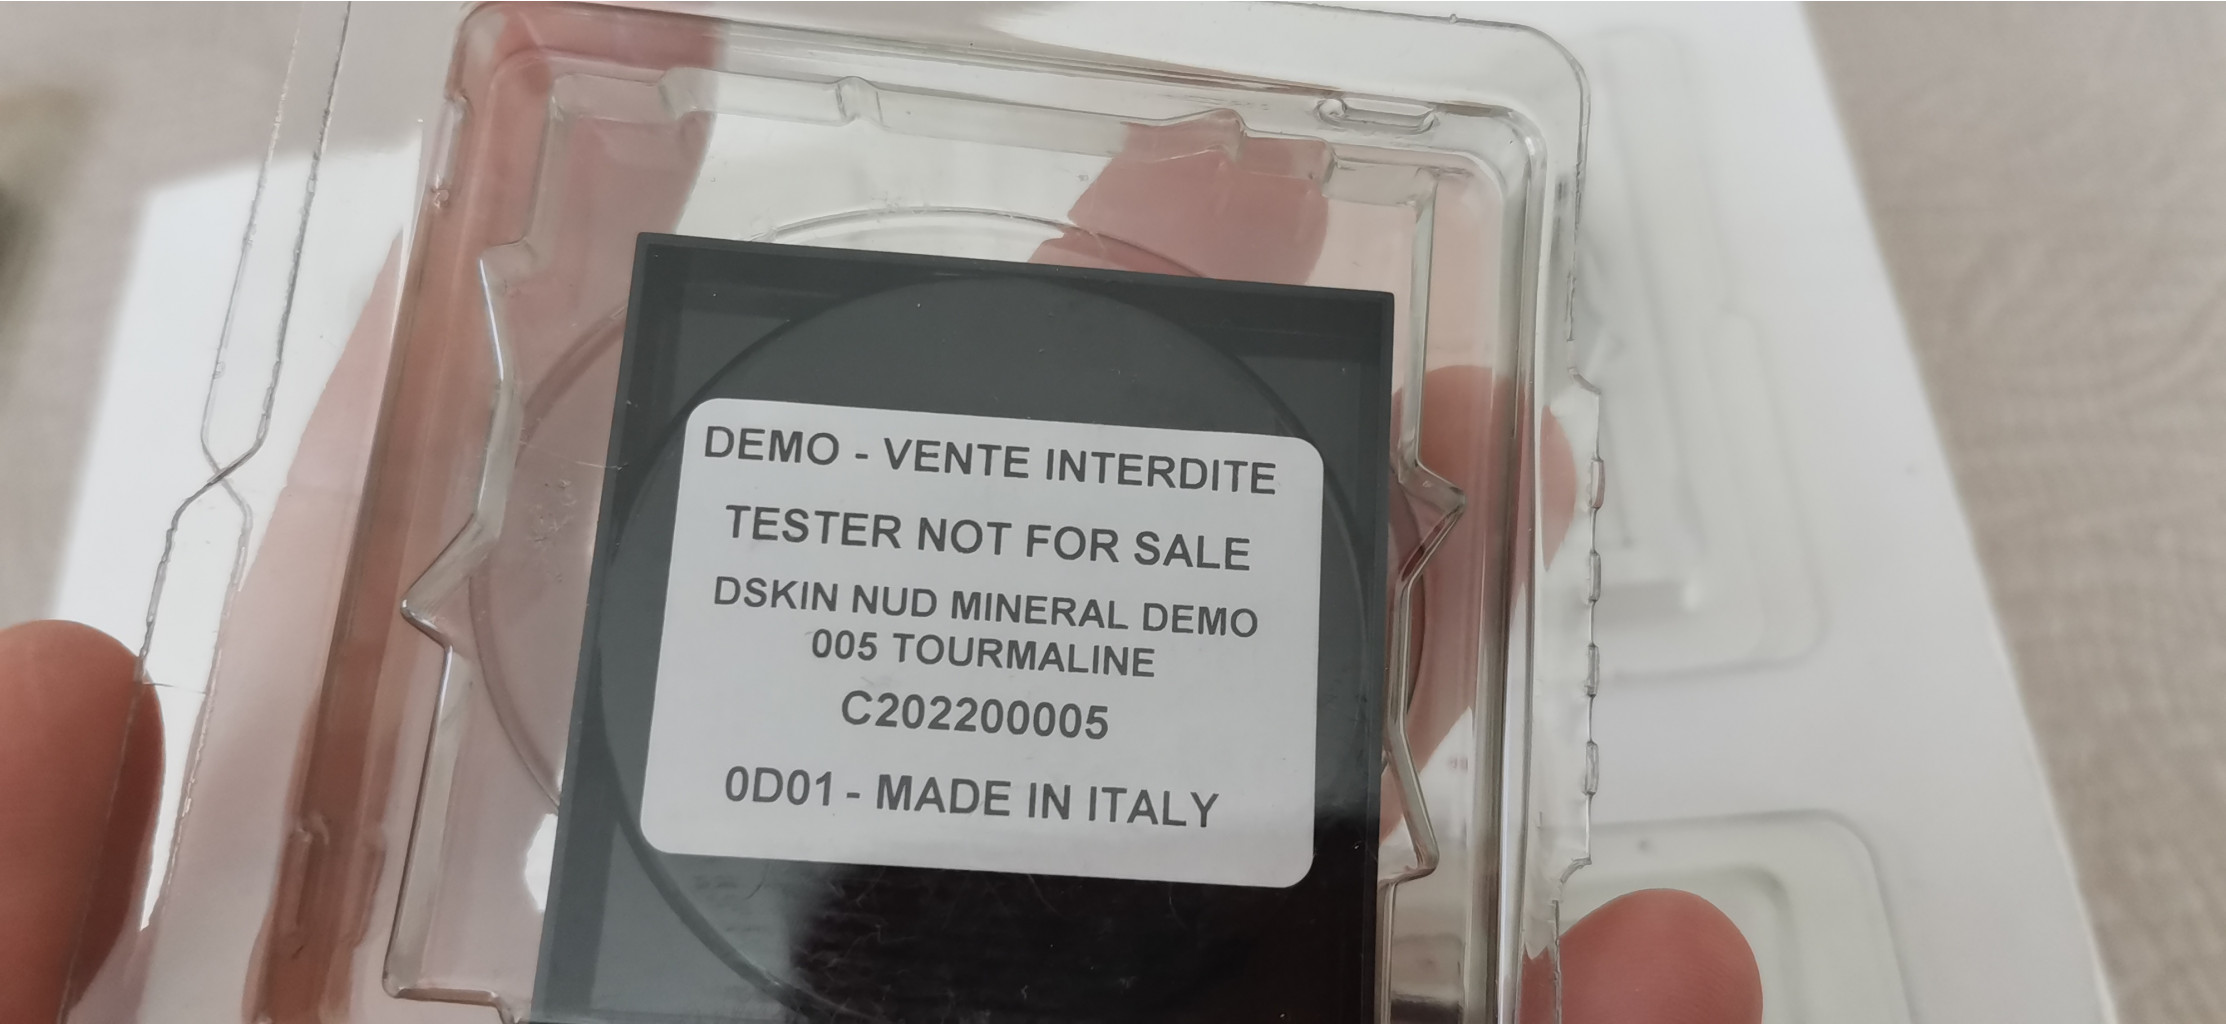 DEMO - VENTE INTERDITE
TESTER NOT FOR SALE
DSKIN NUD MINERAL DEMO
005 TOURMALINE
C202200005
0D01 - MADE IN ITALY